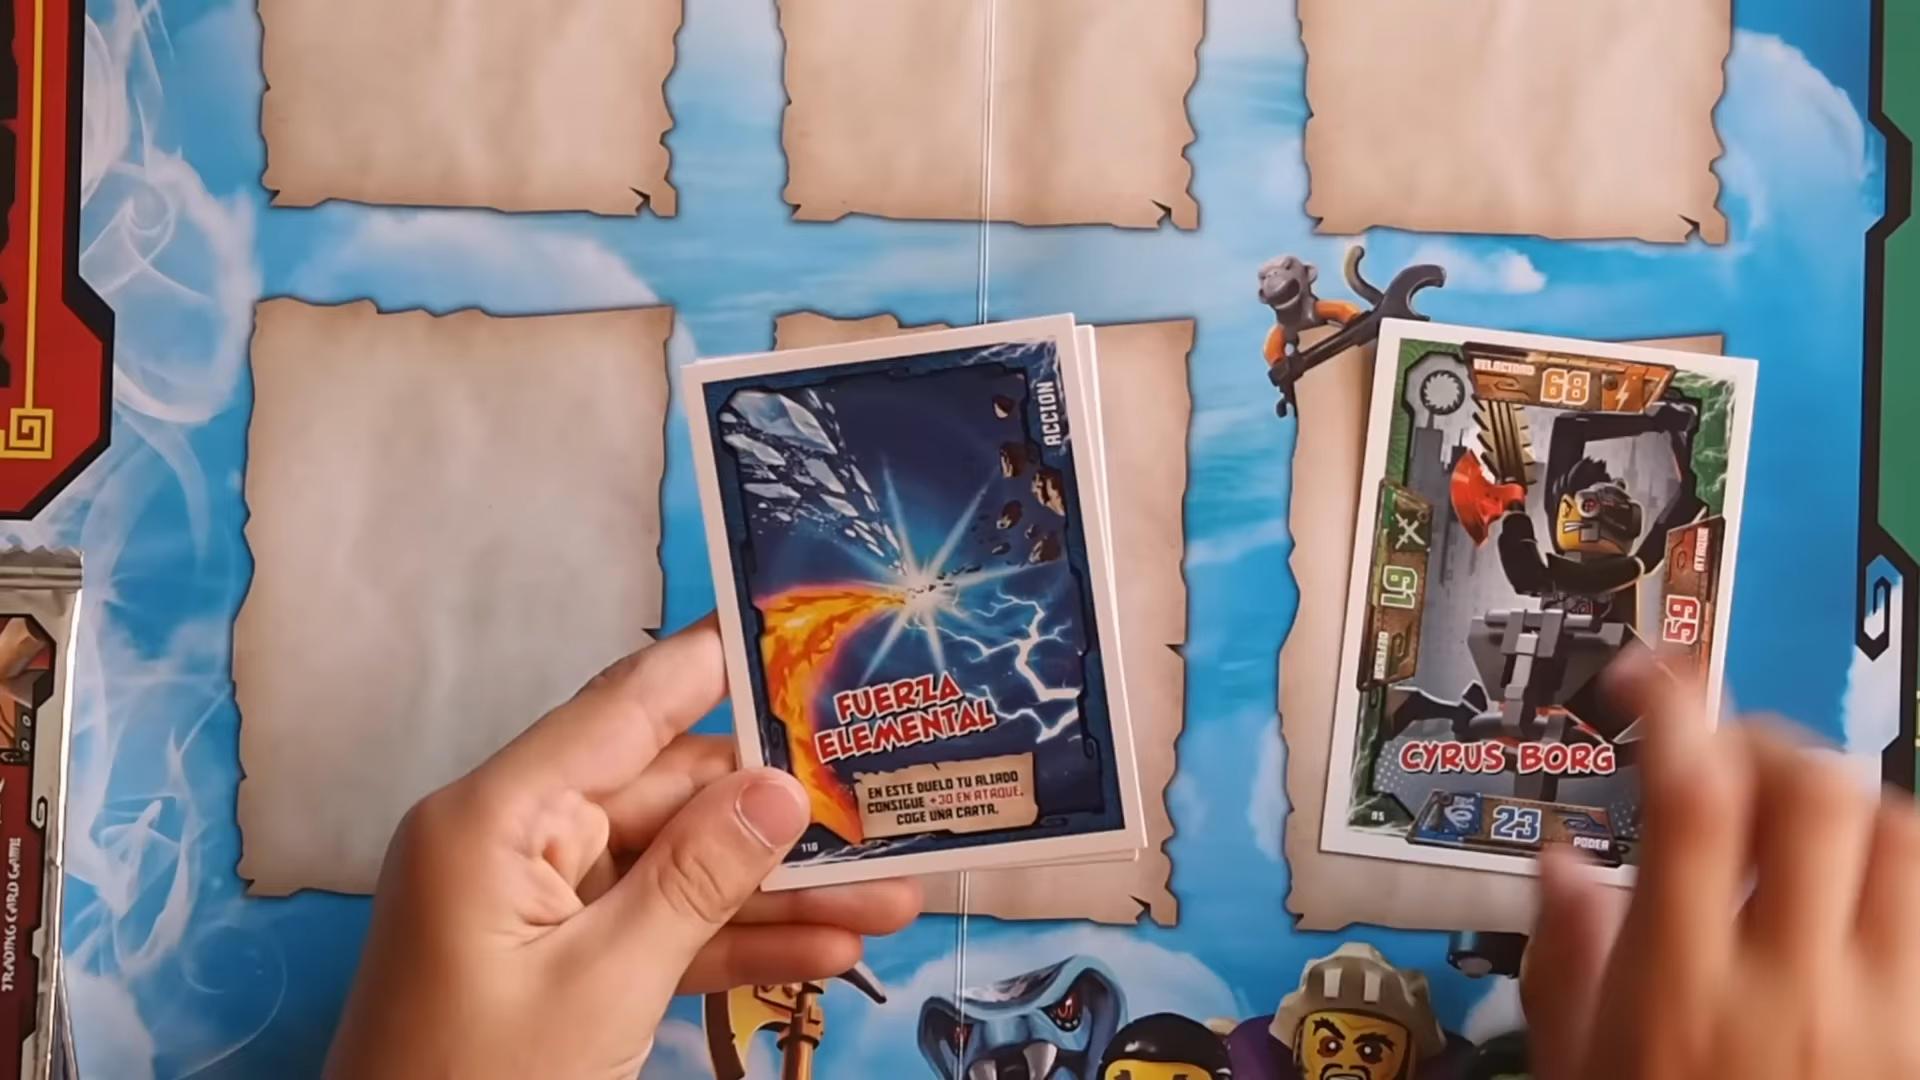 ACCION
FUERZA
ELEMENTAL
EN ESTE DUELO TU ALIADO
CONSIGUE +30 EN ATAQUE.
COGE UNA CARTA.
110
VELOCIDAD
68
61
DEFENSA
ATAQUE
59
CYRUS BORG
95
23
PODER
TRADING CARD GAME